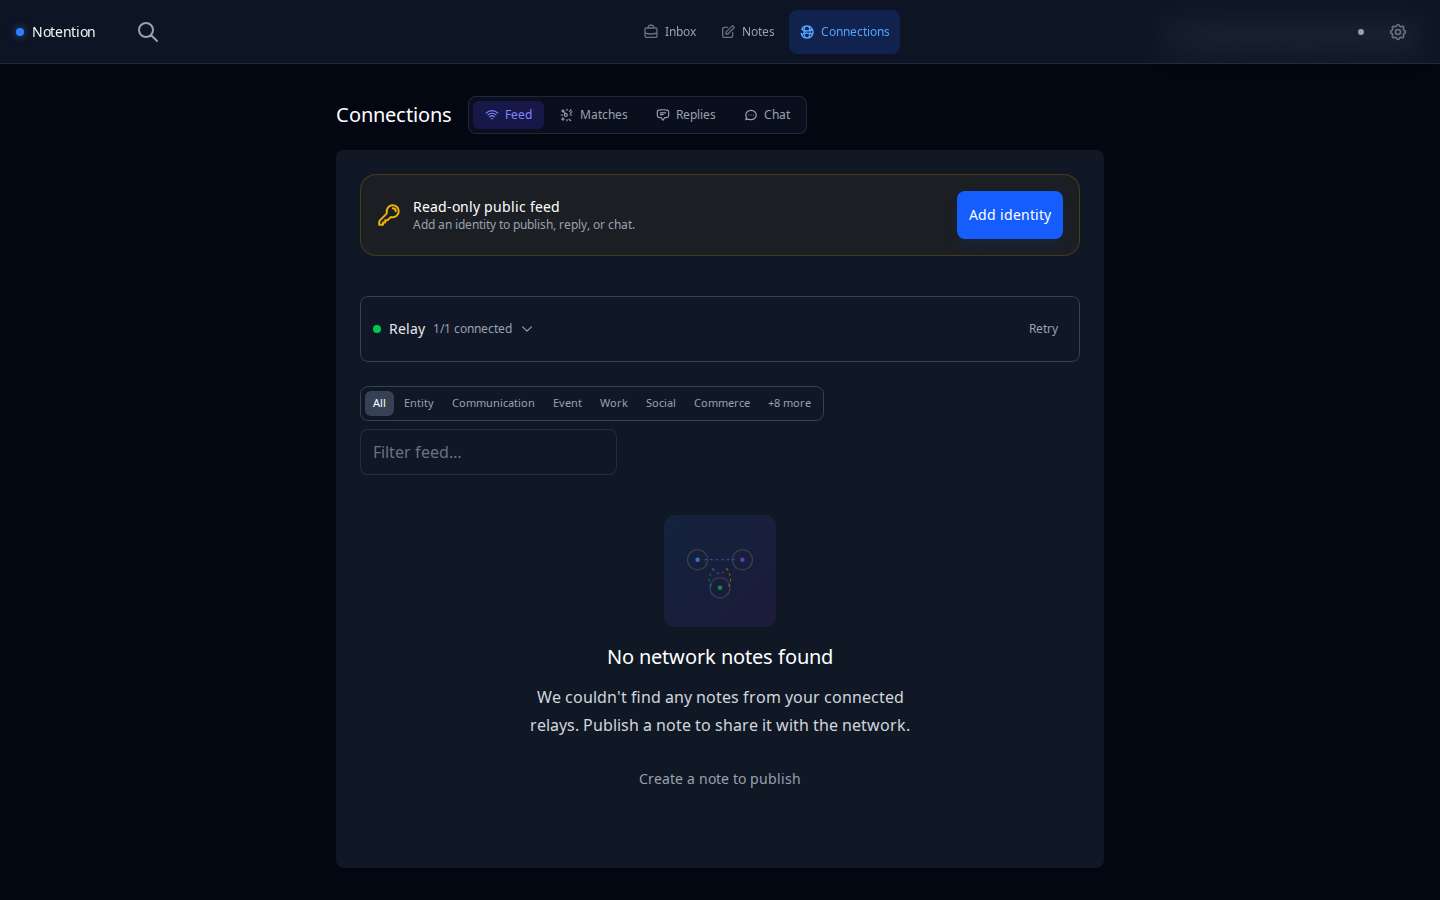 Notention
Inbox
Notes
Connections
Connections
Feed
Matches
Replies
Chat
Read-only public feed
Add an identity to publish, reply, or chat.
Add identity
Relay 1/1 connected
Retry
All
Entity
Communication
Event
Work
Social
Commerce
+8 more
Filter feed...
No network notes found
We couldn't find any notes from your connected
relays. Publish a note to share it with the network.
Create a note to publish